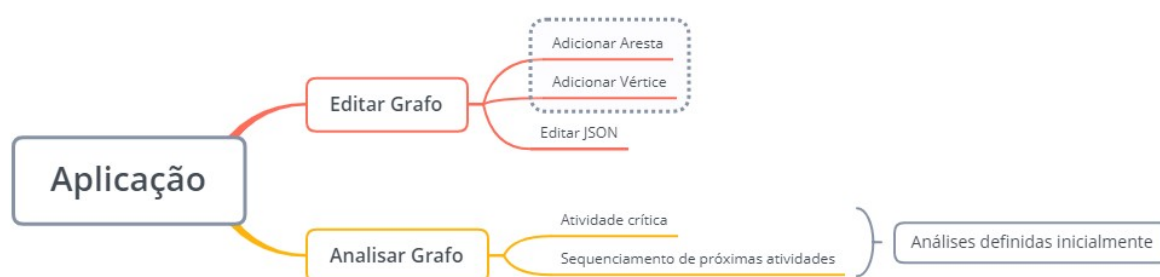 Aplicação
Editar Grafo
Adicionar Aresta
Adicionar Vértice
Editar JSON
Analisar Grafo
Atividade crítica
Sequenciamento de próximas atividades
Análises definidas inicialmente